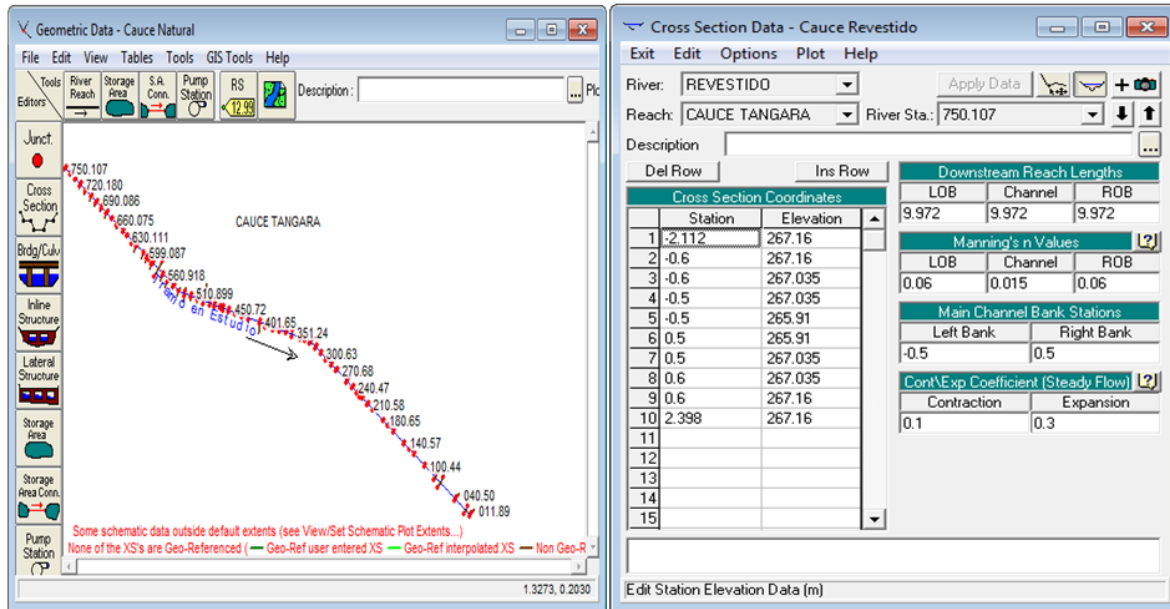 Geometric Data - Cauce Natural
File Edit View Tables Tools GIS Tools Help
Tools
Editors
River Reach
Storage Area
S.A. Conn.
Pump Station
RS
12.99
Description :
...
Plo
Junct.
Cross Section
Brdg/Culv
Inline Structure
Lateral Structure
Storage Area
Storage Area Conn.
Pump Station
750.107
720.180
690.086
660.075
630.111
599.087
560.918
510.899
450.72
401.65
351.24
300.63
270.68
240.47
210.58
180.65
140.57
100.44
040.50
011.89
CAUCE TANGARA
Tramo en Estudio
Some schematic data outside default extents (see View/Set Schematic Plot Extents...)
None of the XS's are Geo-Referenced ( — Geo-Ref user entered XS — Geo-Ref interpolated XS — Non Geo-R
1.3273, 0.2030
Cross Section Data - Cauce Revestido
Exit Edit Options Plot Help
River: REVESTIDO Apply Data
Reach: CAUCE TANGARA River Sta.: 750.107
Description ...
Del Row Ins Row
Cross Section Coordinates
Station Elevation
1 -2.112 267.16
2 -0.6 267.16
3 -0.6 267.035
4 -0.5 267.035
5 -0.5 265.91
6 0.5 265.91
7 0.5 267.035
8 0.6 267.035
9 0.6 267.16
10 2.398 267.16
11
12
13
14
15
Downstream Reach Lengths
LOB Channel ROB
9.972 9.972 9.972
Manning's n Values ?
LOB Channel ROB
0.06 0.015 0.06
Main Channel Bank Stations
Left Bank Right Bank
-0.5 0.5
Cont\Exp Coefficient (Steady Flow) ?
Contraction Expansion
0.1 0.3
Edit Station Elevation Data (m)